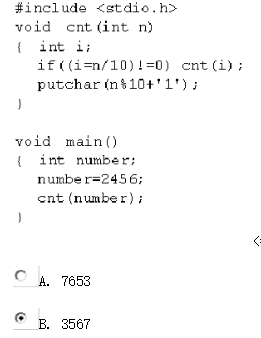 #include <stdio.h>
void cnt(int n)
{ int i;
if((i=n/10)!=0) cnt(i);
putchar(n%10+'1');
}
void main()
{ int number;
number=2456;
cnt(number);
}
A. 7653
B. 3567